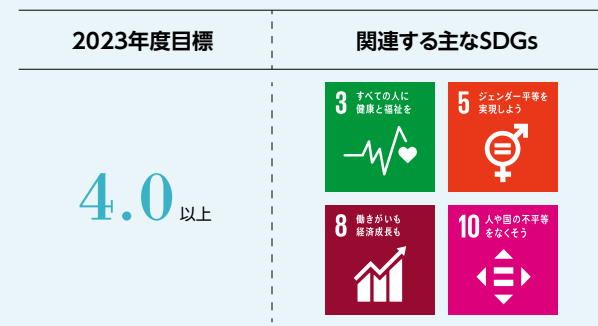 2023年度目標
関連する主なSDGs
4.0 以上
3 すべての人に
健康と福祉を
5 ジェンダー平等を
実現しよう
8 働きがいも
経済成長も
10 人や国の不平等
をなくそう